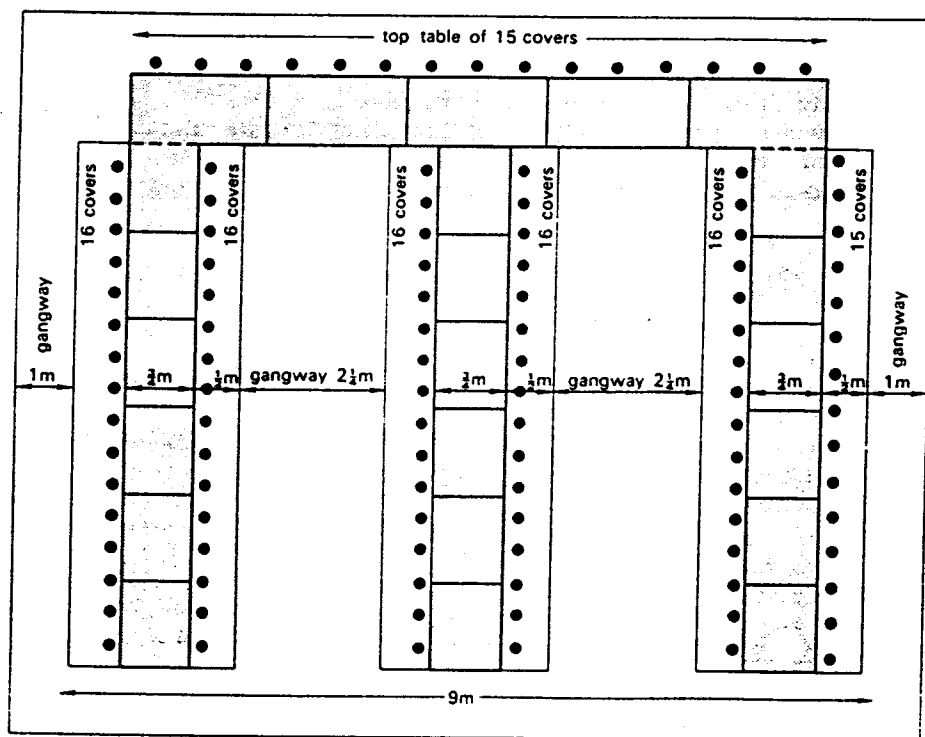 top table of 15 covers
16 covers
16 covers
16 covers
16 covers
16 covers
15 covers
gangway
1m
¾m
½m
gangway 2¼m
¾m
½m
gangway 2¼m
¾m
½m
gangway
1m
9m